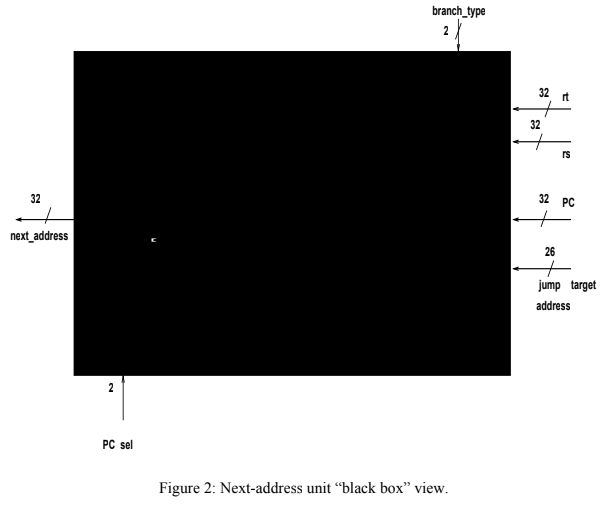 branch_type
2
32 rt
32
rs
32
32 PC
next_address
26
jump target
address
2
PC sel
Figure 2: Next-address unit “black box” view.